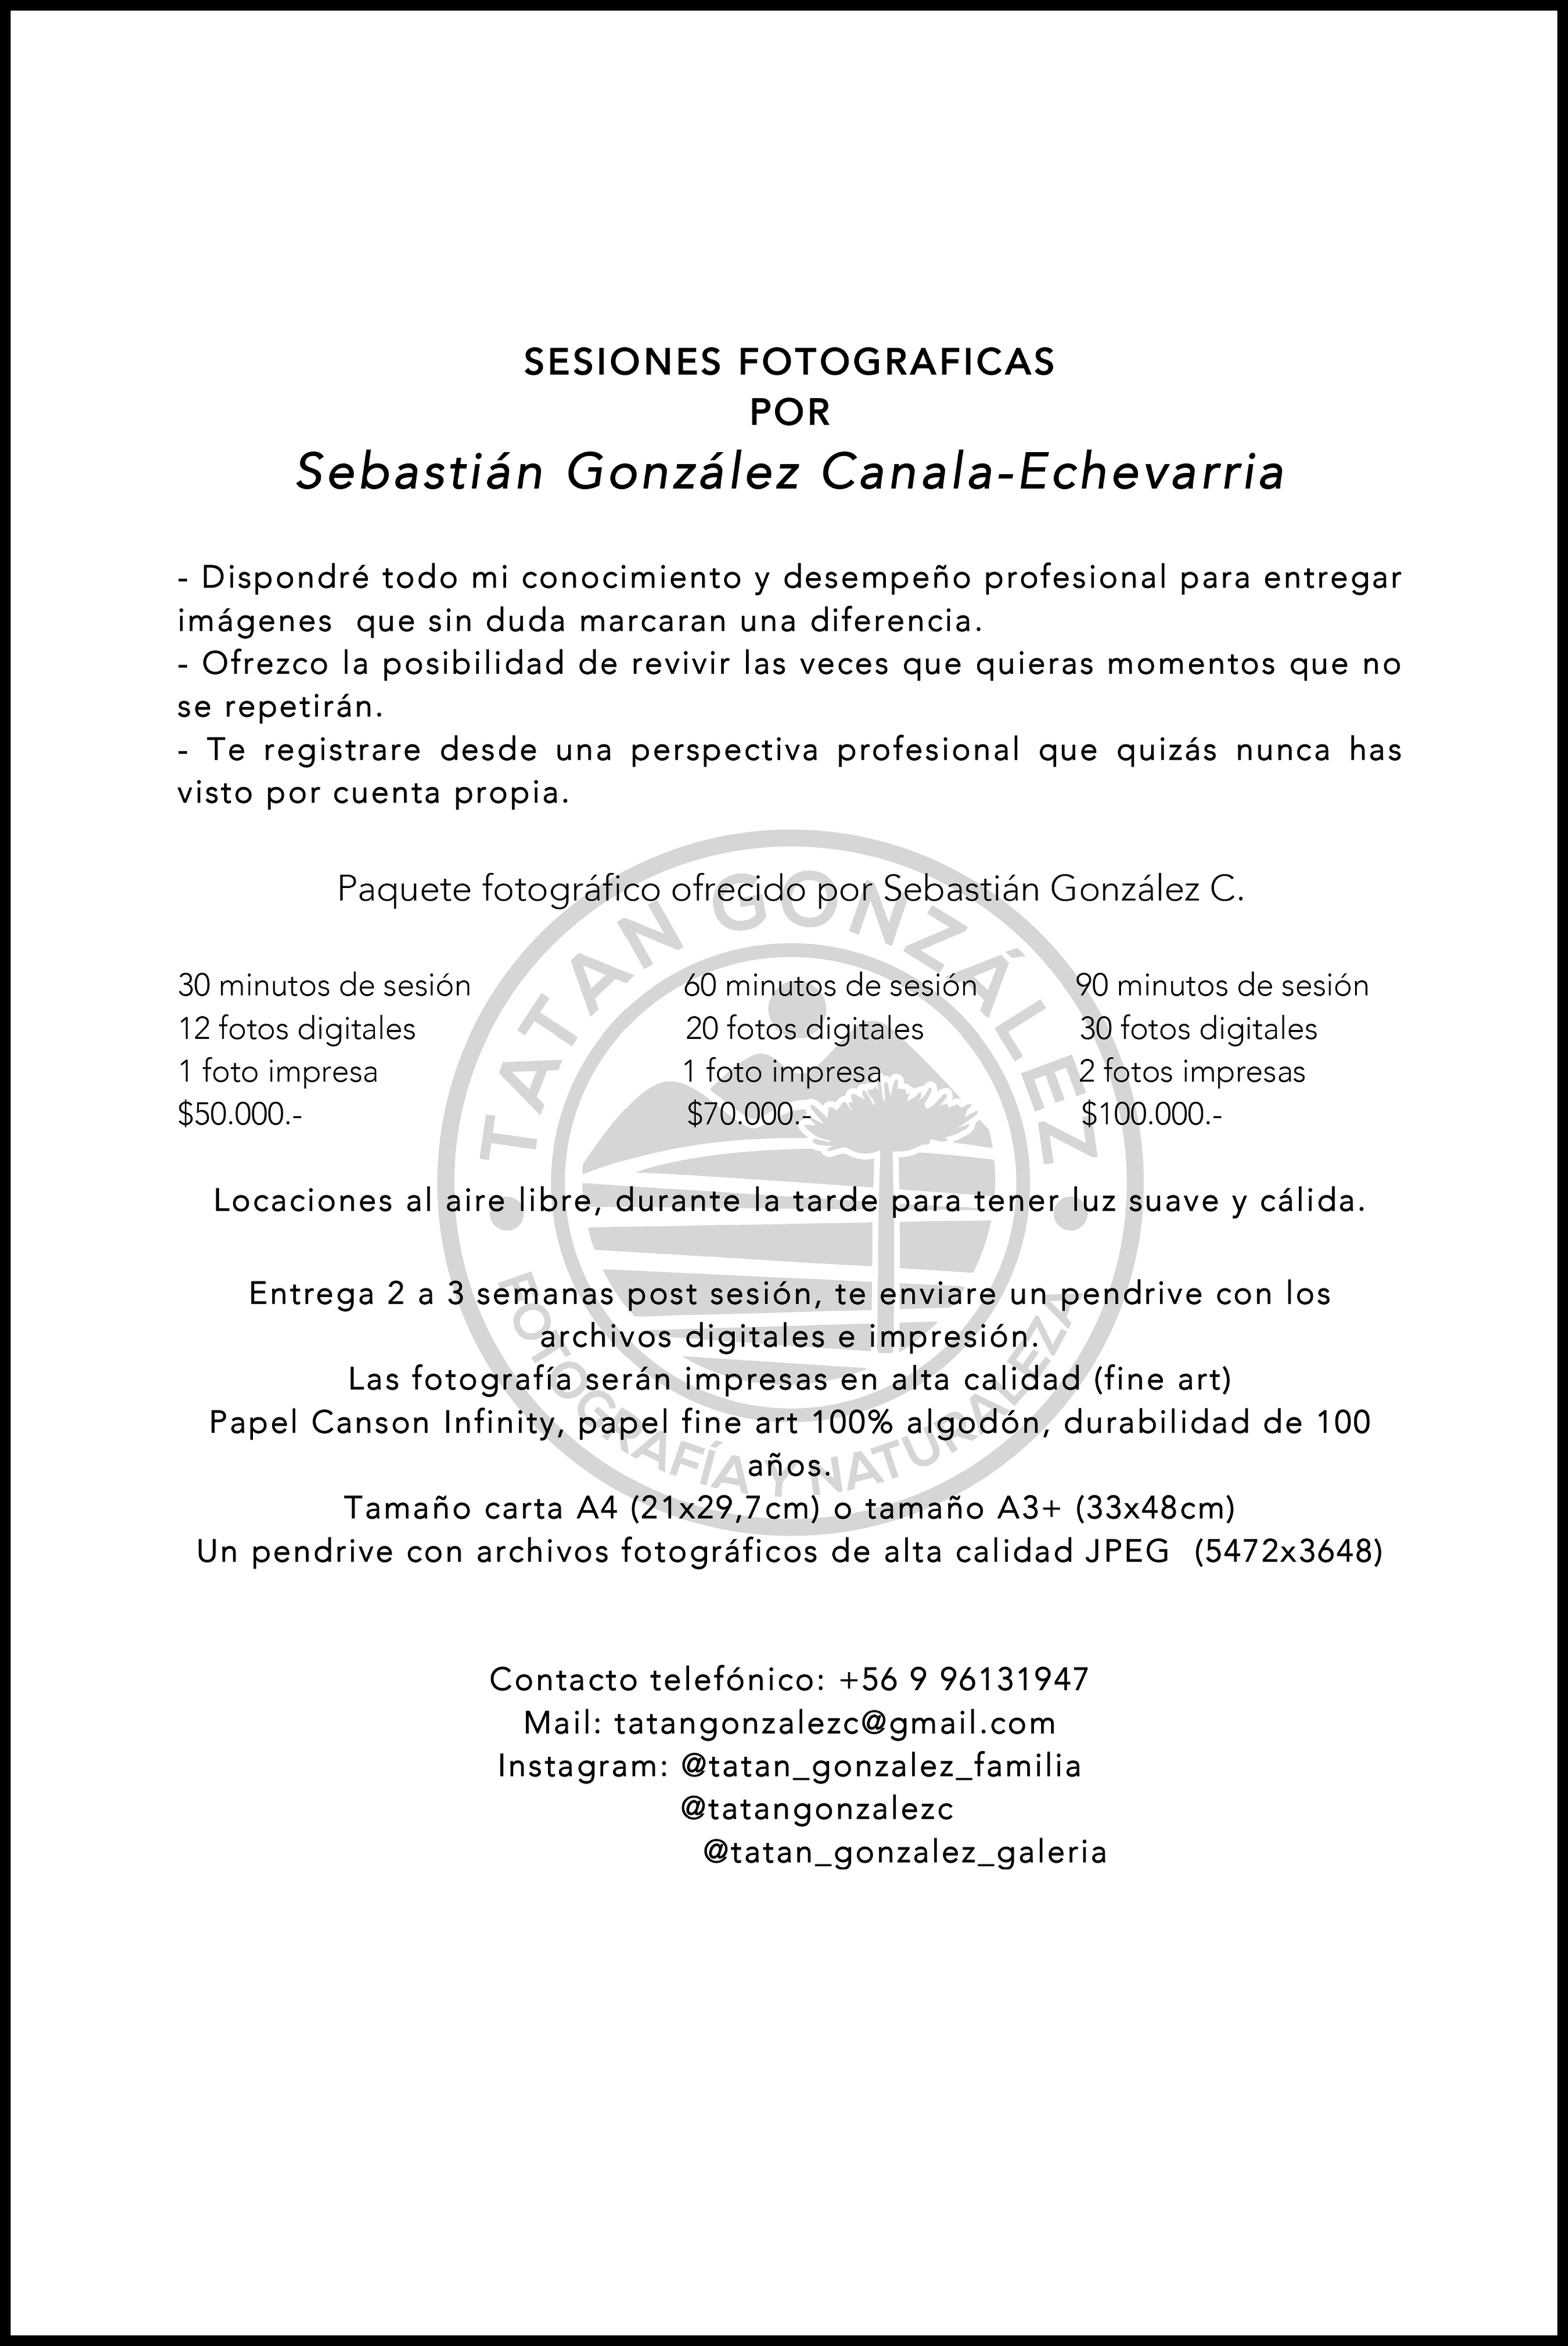 SESIONES FOTOGRAFICAS
POR
Sebastián González Canala-Echevarria
- Dispondré todo mi conocimiento y desempeño profesional para entregar
imágenes  que sin duda marcaran una diferencia.
- Ofrezco la posibilidad de revivir las veces que quieras momentos que no
se repetirán.
- Te registrare desde una perspectiva profesional que quizás nunca has
visto por cuenta propia.
Paquete fotográfico ofrecido por Sebastián González C.
TATAN GONZÁLEZ
30 minutos de sesión 60 minutos de sesión 90 minutos de sesión
12 fotos digitales 20 fotos digitales 30 fotos digitales
1 foto impresa 1 foto impresa 2 fotos impresas
$50.000.- $70.000.- $100.000.-
Locaciones al aire libre, durante la tarde para tener luz suave y cálida.
Entrega 2 a 3 semanas post sesión, te enviare un pendrive con los
archivos digitales e impresión.
Las fotografía serán impresas en alta calidad (fine art)
Papel Canson Infinity, papel fine art 100% algodón, durabilidad de 100
años.
FOTOGRAFÍA Y NATURALEZA
Tamaño carta A4 (21x29,7cm) o tamaño A3+ (33x48cm)
Un pendrive con archivos fotográficos de alta calidad JPEG  (5472x3648)
Contacto telefónico: +56 9 96131947
Mail: tatangonzalezc@gmail.com
Instagram: @tatan_gonzalez_familia
@tatangonzalezc
@tatan_gonzalez_galeria